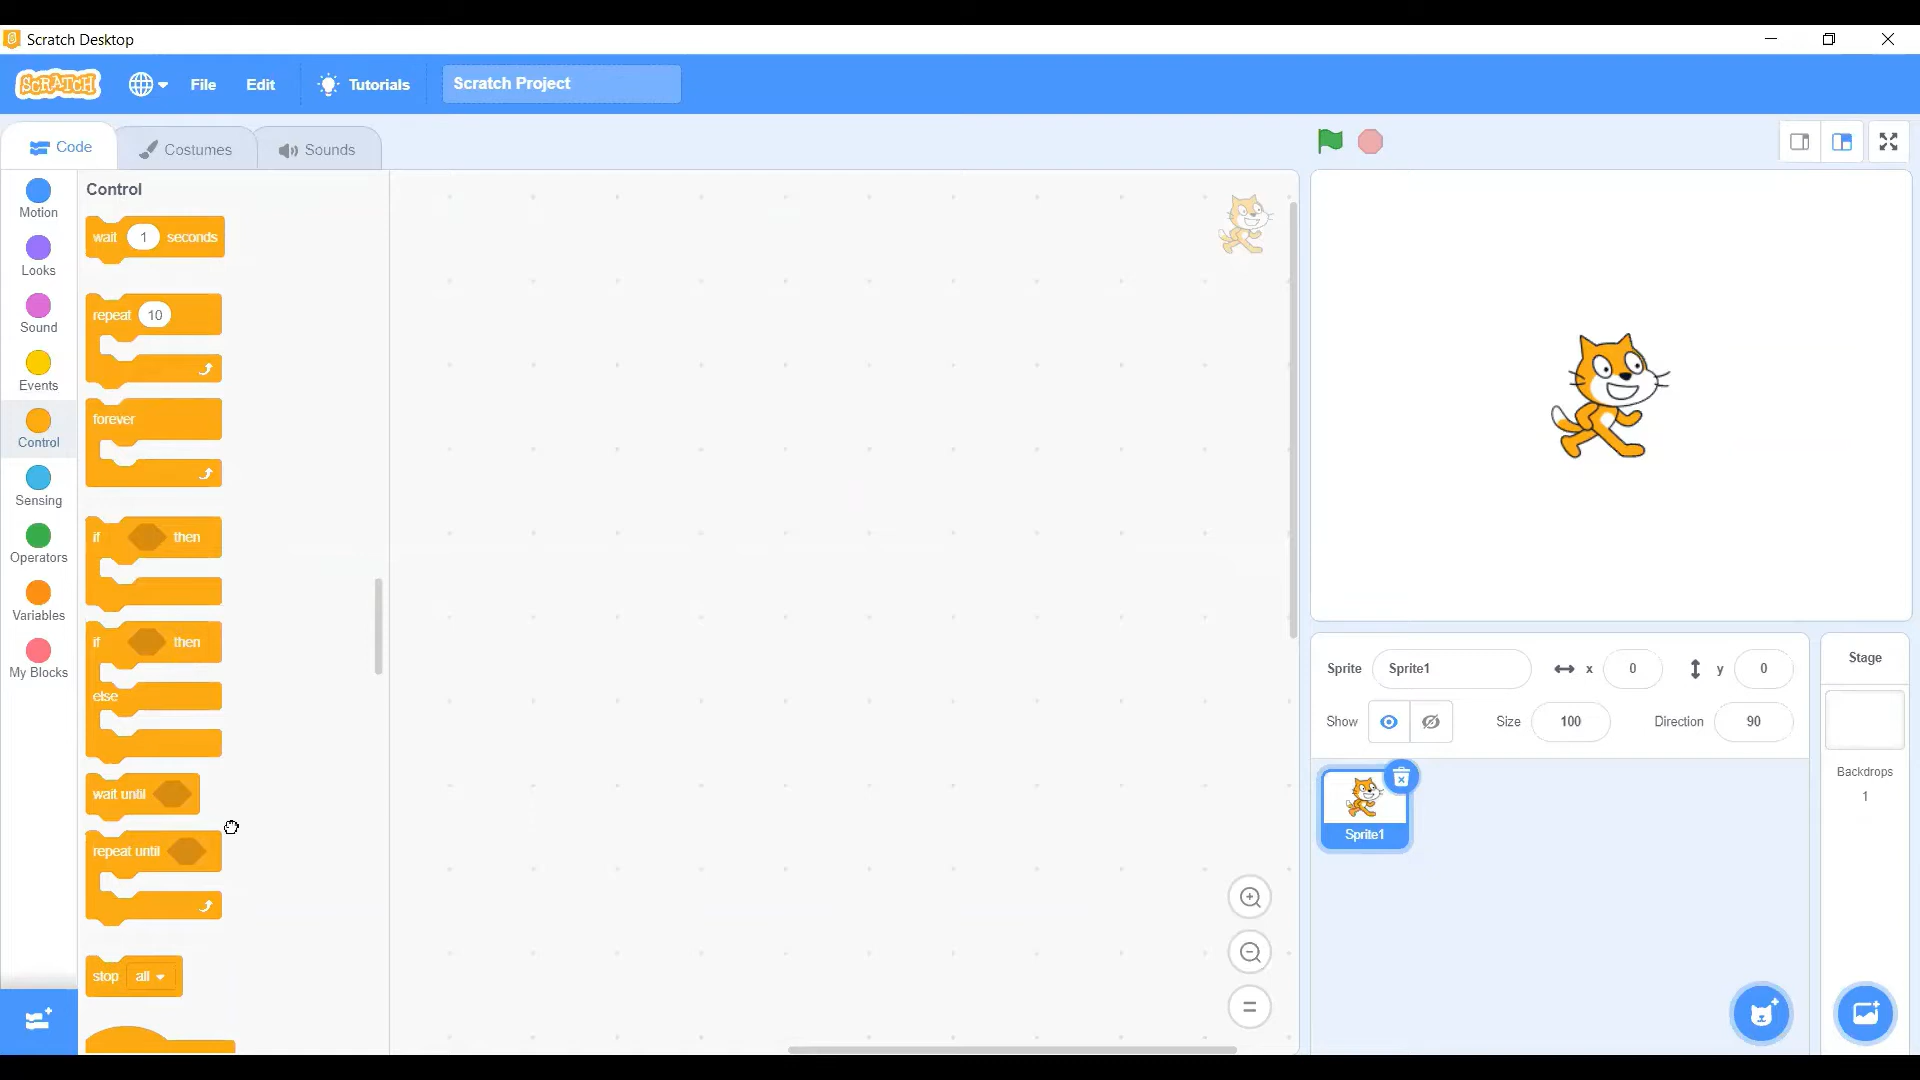 Scratch Desktop
SCRATCH File Edit Tutorials Scratch Project
Code Costumes Sounds
Motion
Looks
Sound
Events
Control
Sensing
Operators
Variables
My Blocks
Control
wait 1 seconds
repeat 10
forever
if then
if then
else
wait until
repeat until
stop all
Sprite Sprite1 x 0 y 0
Show Size 100 Direction 90
Sprite1
Stage
Backdrops
1